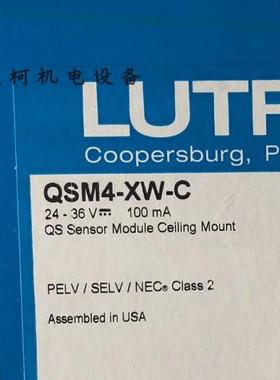 柯机电设备
LUTR
Coopersburg, P
QSM4-XW-C
24 - 36 V⎓ 100 mA
QS Sensor Module Ceiling Mount
PELV / SELV / NEC® Class 2
Assembled in USA